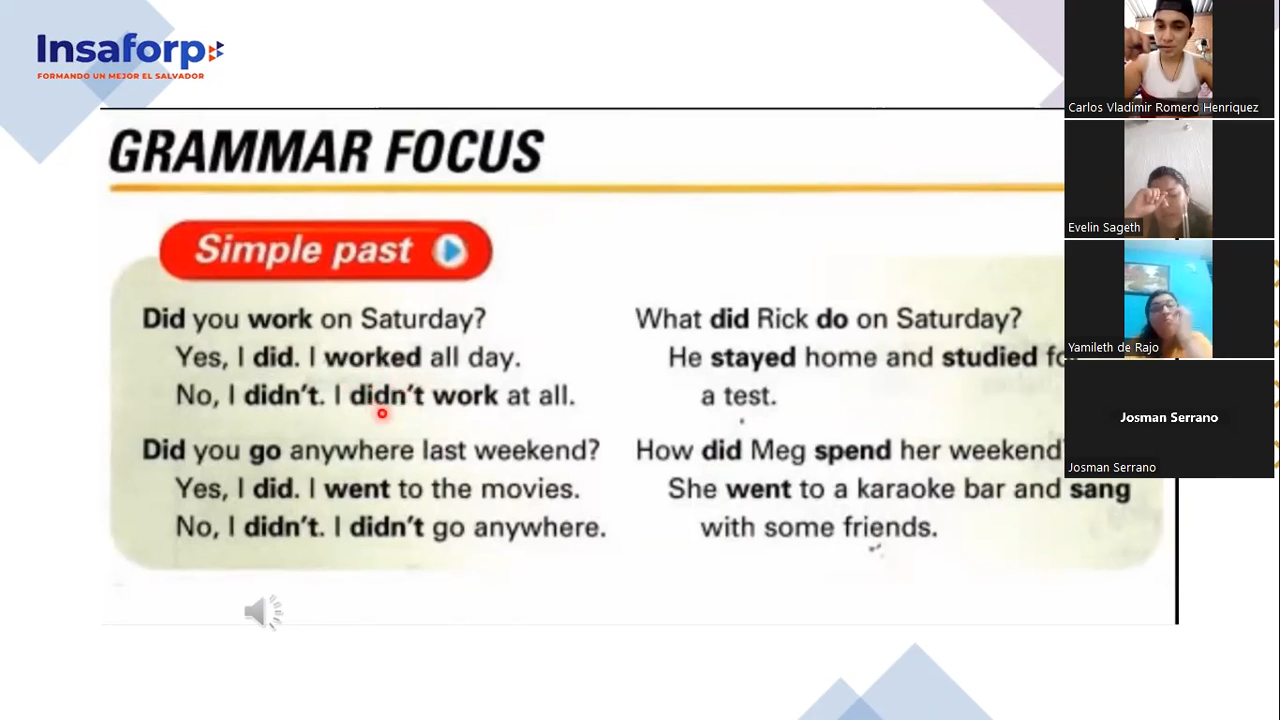 Insaforp
FORMANDO UN MEJOR EL SALVADOR
GRAMMAR FOCUS
Simple past
Did you work on Saturday?
Yes, I did. I worked all day.
No, I didn't. I didn't work at all.
Did you go anywhere last weekend?
Yes, I did. I went to the movies.
No, I didn't. I didn't go anywhere.
What did Rick do on Saturday?
He stayed home and studied
a test.
How did Meg spend her weekend
She went to a karaoke bar and sang
with some friends.
Carlos Vladimir Romero Henriquez
Evelin Sageth
Yamileth de Rajo
Josman Serrano
Josman Serrano